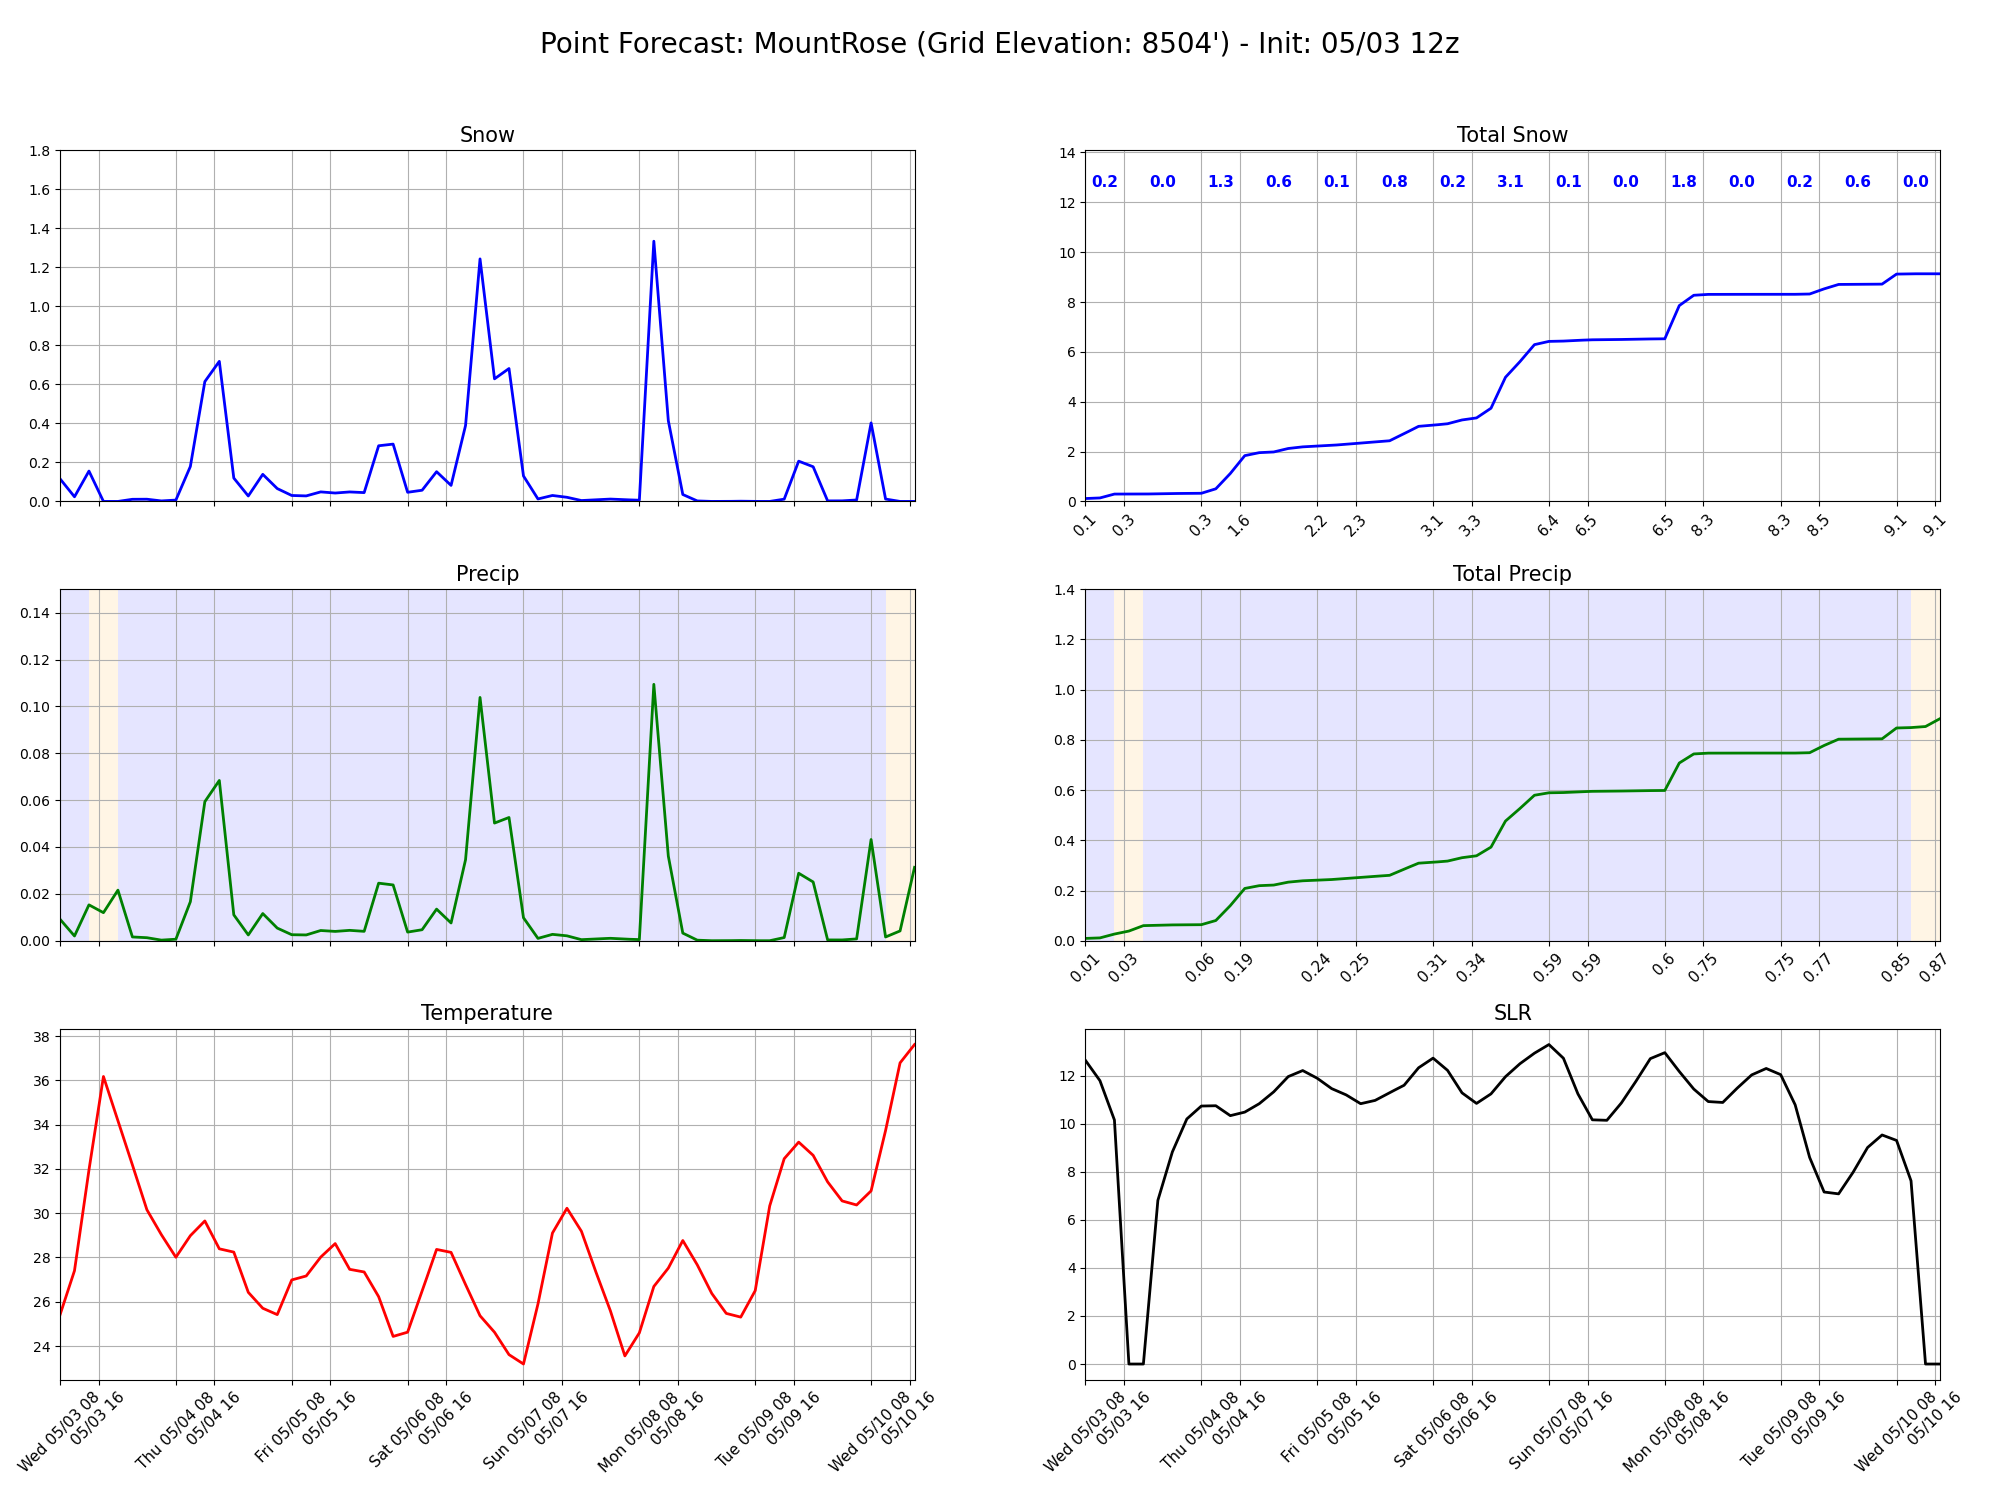 Point Forecast: MountRose (Grid Elevation: 8504') - Init: 05/03 12z
Snow
1.8
1.6
1.4
1.2
1.0
0.8
0.6
0.4
0.2
0.0
Total Snow
14
12
10
8
6
4
2
0
0.2 0.0 1.3 0.6 0.1 0.8 0.2 3.1 0.1 0.0 1.8 0.0 0.2 0.6 0.0
0.1 0.3 0.3 1.6 2.2 2.3 3.1 3.3 6.4 6.5 6.5 8.3 8.3 8.5 9.1 9.1
Precip
0.14
0.12
0.10
0.08
0.06
0.04
0.02
0.00
Total Precip
1.4
1.2
1.0
0.8
0.6
0.4
0.2
0.0
0.01 0.03 0.06 0.19 0.24 0.25 0.31 0.34 0.59 0.59 0.6 0.75 0.75 0.77 0.85 0.87
Temperature
38
36
34
32
30
28
26
24
Wed 05/03 08
05/03 16
Thu 05/04 08
05/04 16
Fri 05/05 08
05/05 16
Sat 05/06 08
05/06 16
Sun 05/07 08
05/07 16
Mon 05/08 08
05/08 16
Tue 05/09 08
05/09 16
Wed 05/10 08
05/10 16
SLR
12
10
8
6
4
2
0
Wed 05/03 08
05/03 16
Thu 05/04 08
05/04 16
Fri 05/05 08
05/05 16
Sat 05/06 08
05/06 16
Sun 05/07 08
05/07 16
Mon 05/08 08
05/08 16
Tue 05/09 08
05/09 16
Wed 05/10 08
05/10 16